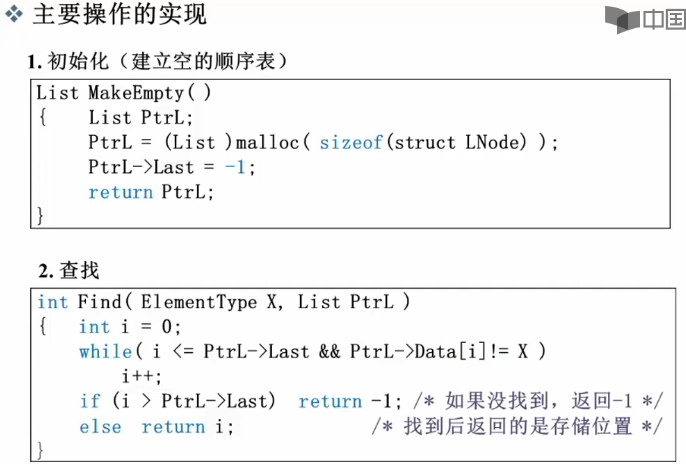 ❖ 主要操作的实现
中国
1. 初始化（建立空的顺序表）
List MakeEmpty( )
{    List PtrL;
     PtrL = (List )malloc( sizeof(struct LNode) );
     PtrL->Last = -1;
     return PtrL;
}
2. 查找
int Find( ElementType X, List PtrL )
{   int i = 0;
    while( i <= PtrL->Last && PtrL->Data[i]!= X )
        i++;
    if (i > PtrL->Last)  return -1; /* 如果没找到，返回-1 */
    else  return i;             /* 找到后返回的是存储位置 */
}